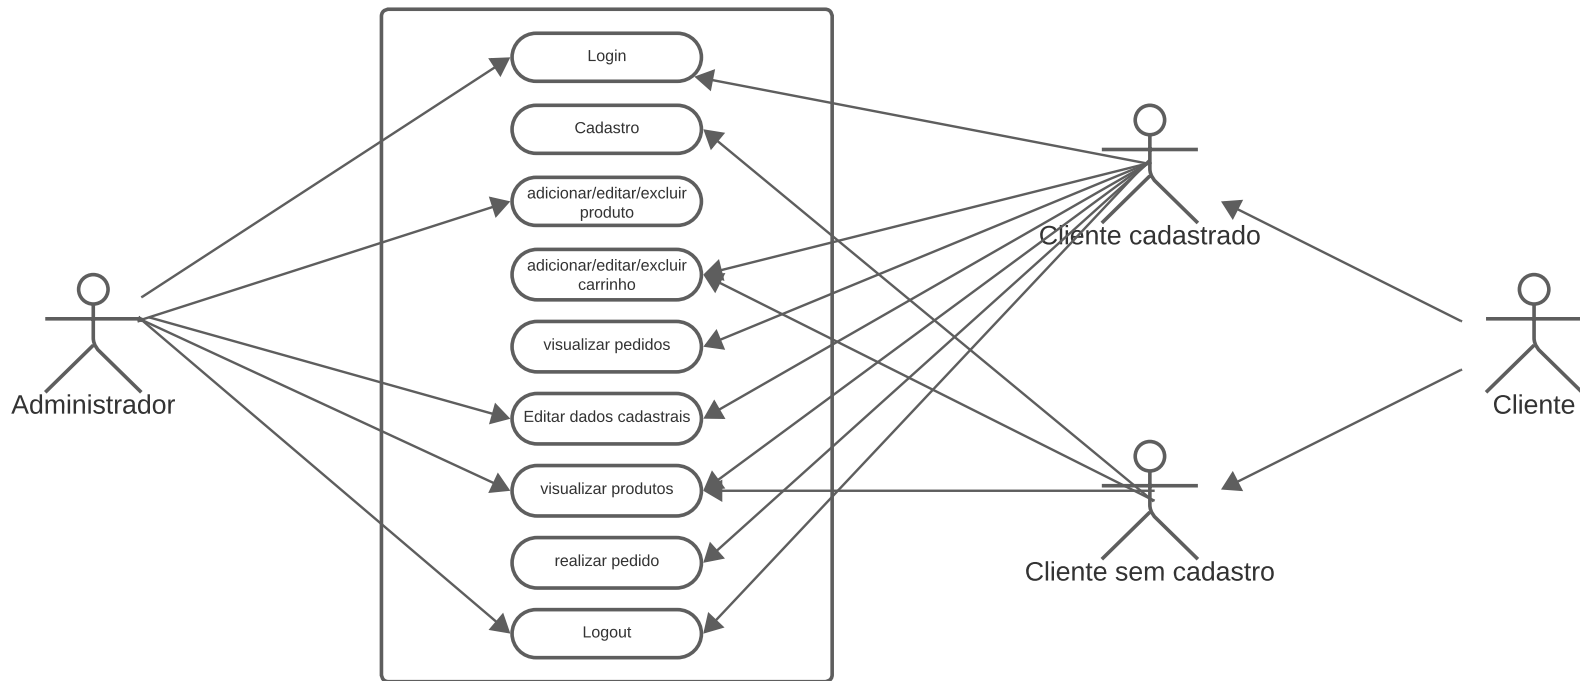 Login
Cadastro
adicionar/editar/excluir
produto
adicionar/editar/excluir
carrinho
visualizar pedidos
Editar dados cadastrais
visualizar produtos
realizar pedido
Logout
Administrador
Cliente cadastrado
Cliente sem cadastro
Cliente